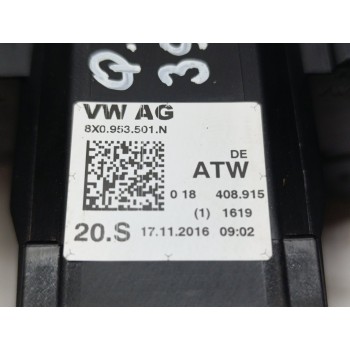 VW AG
8X0.953.501.N
DE
ATW
0 18 408.915
(1) 1619
20.S 17.11.2016 09:02